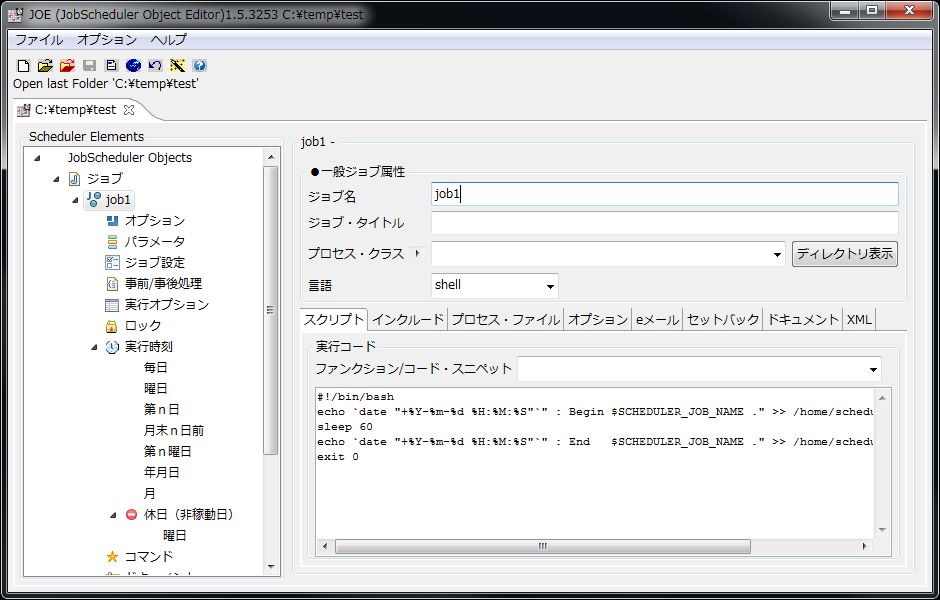 JOE (JobScheduler Object Editor)1.5.3253 C:¥temp¥test
ファイル オプション ヘルプ
Open last Folder 'C:¥temp¥test'
C:¥temp¥test
Scheduler Elements
JobScheduler Objects
ジョブ
job1
オプション
パラメータ
ジョブ設定
事前/事後処理
実行オプション
ロック
実行時刻
毎日
曜日
第ｎ日
月末ｎ日前
第ｎ曜日
年月日
月
休日（非稼動日）
曜日
コマンド
job1 -
●一般ジョブ属性
ジョブ名 job1
ジョブ・タイトル
プロセス・クラス ディレクトリ表示
言語 shell
スクリプト インクルード プロセス・ファイル オプション eメール セットバック ドキュメント XML
実行コード
ファンクション/コード・スニペット
#!/bin/bash
echo `date "+%Y-%m-%d %H:%M:%S"`" : Begin $SCHEDULER_JOB_NAME ." >> /home/schedu
sleep 60
echo `date "+%Y-%m-%d %H:%M:%S"`" : End   $SCHEDULER_JOB_NAME ." >> /home/schedu
exit 0